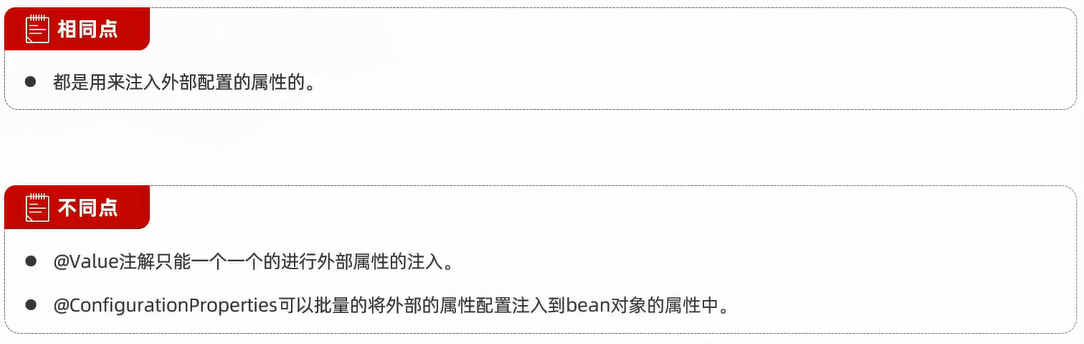 相同点
都是用来注入外部配置的属性的。
不同点
@Value注解只能一个一个的进行外部属性的注入。
@ConfigurationProperties可以批量的将外部的属性配置注入到bean对象的属性中。